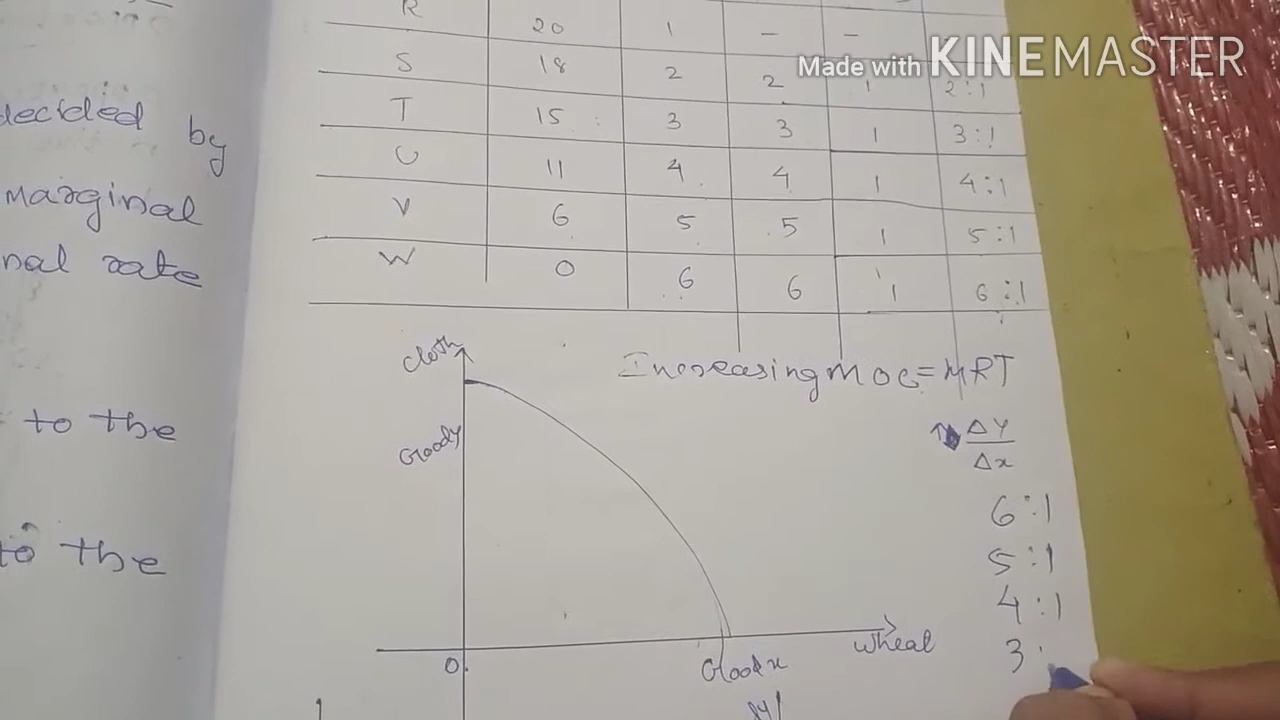 Made with KINEMASTER
R 20 1 – –
S 18 2 2 1 2:1
T 15 3 3 1 3:1
U 11 4 4 1 4:1
V 6 5 5 1 5:1
W 0 6 6 1 6:1
decided by
marginal
nal rate
to the
to the
Cloth
Good y
Increasing MOC = MRT
ΔY
Δx
6:1
5:1
4:1
3:
0
Good x
Wheat